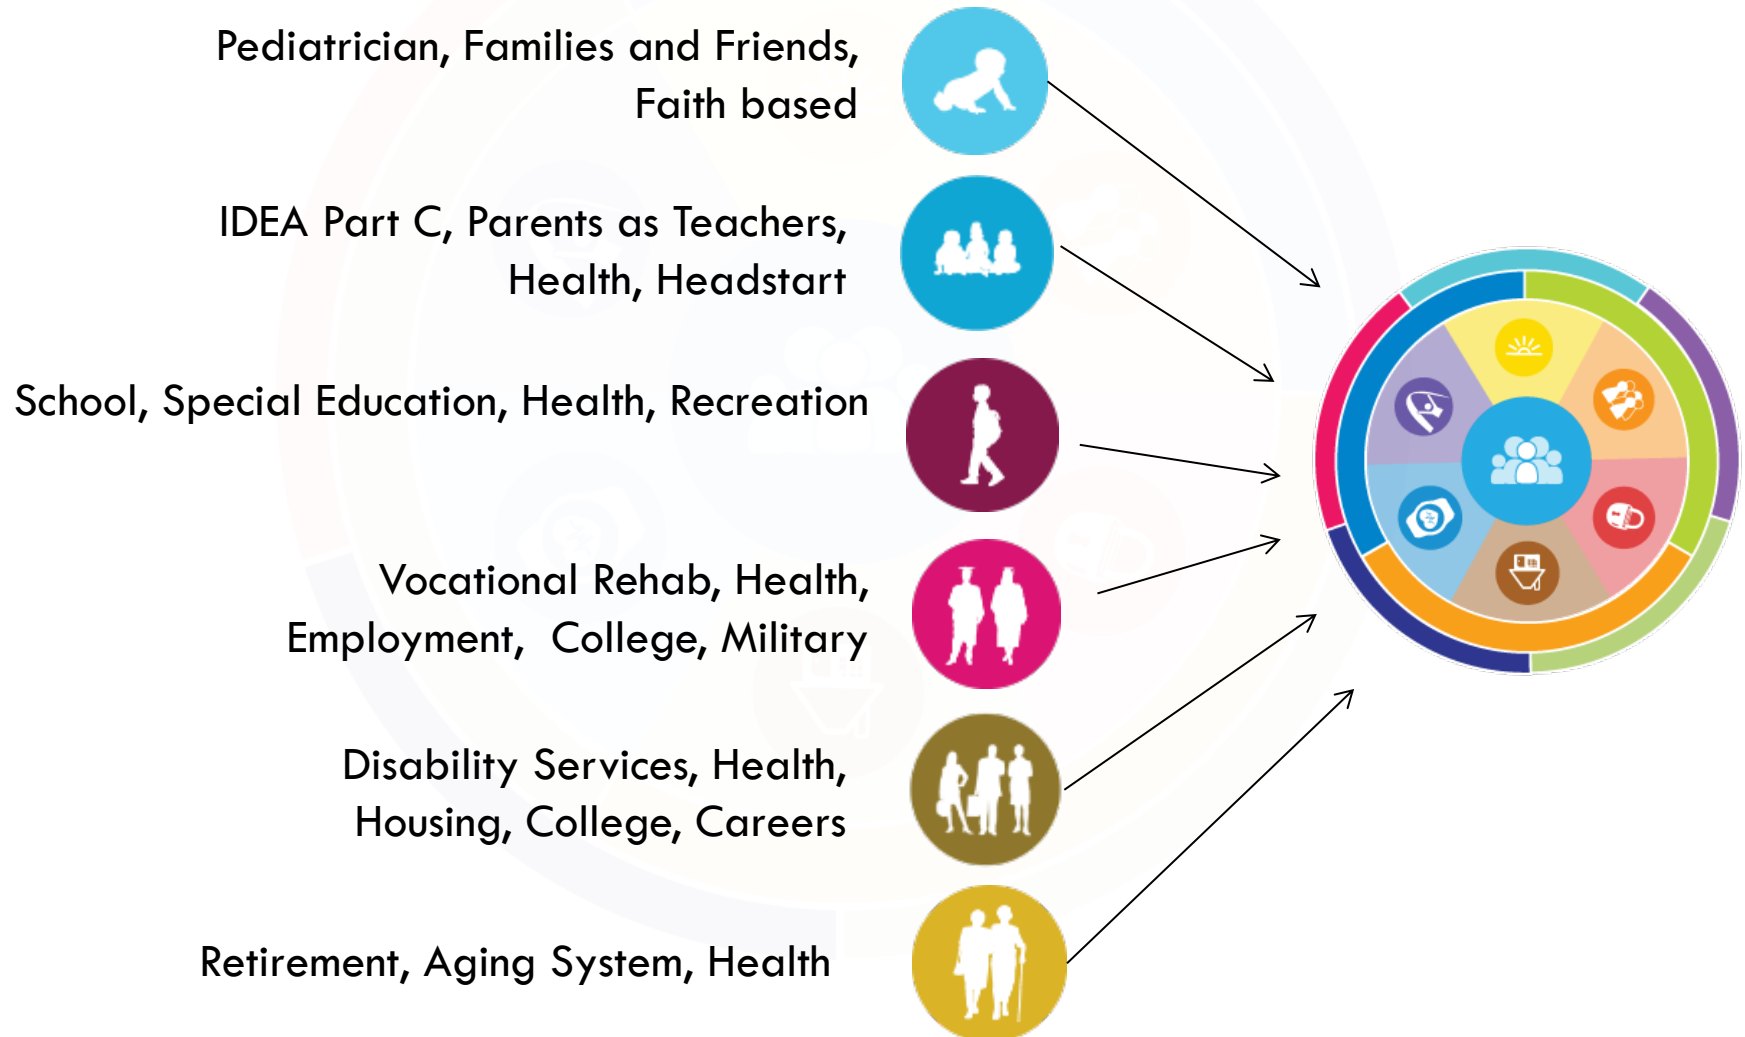 Pediatrician, Families and Friends,
Faith based
IDEA Part C, Parents as Teachers,
Health, Headstart
School, Special Education, Health, Recreation
Vocational Rehab, Health,
Employment,  College, Military
Disability Services, Health,
Housing, College, Careers
Retirement, Aging System, Health